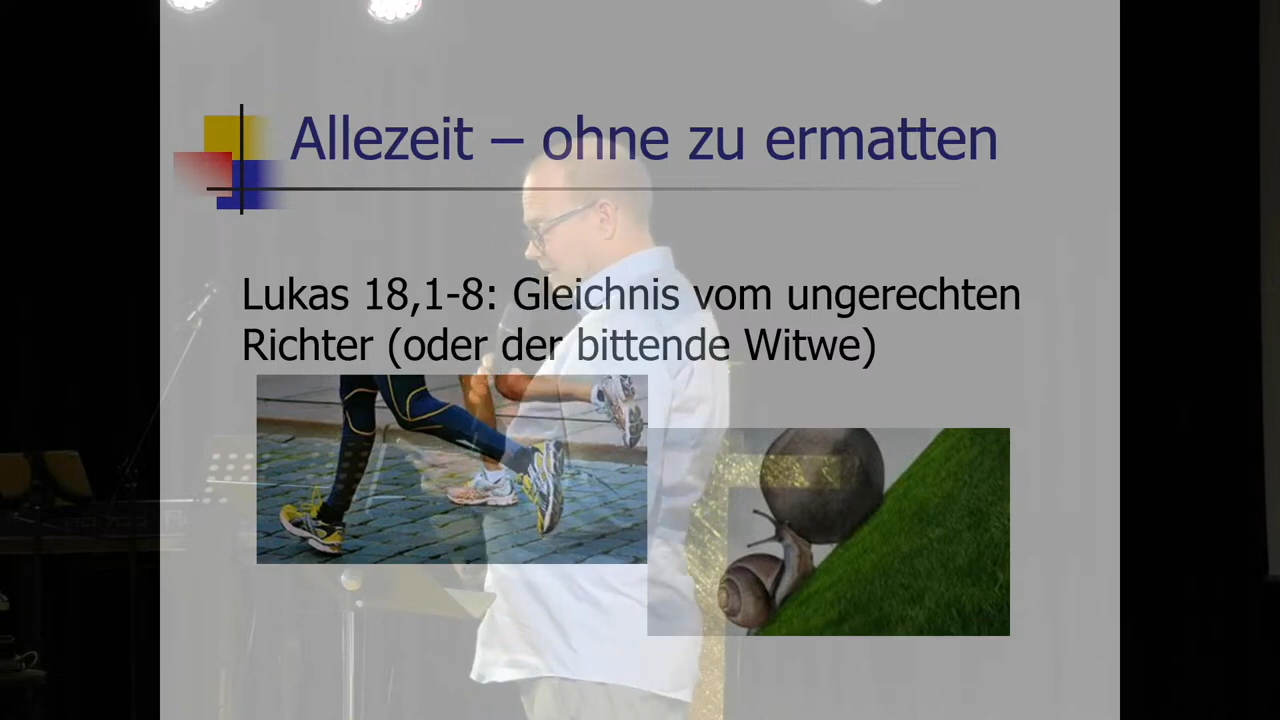 Allezeit – ohne zu ermatten
Lukas 18,1-8: Gleichnis vom ungerechten
Richter (oder der bittende Witwe)